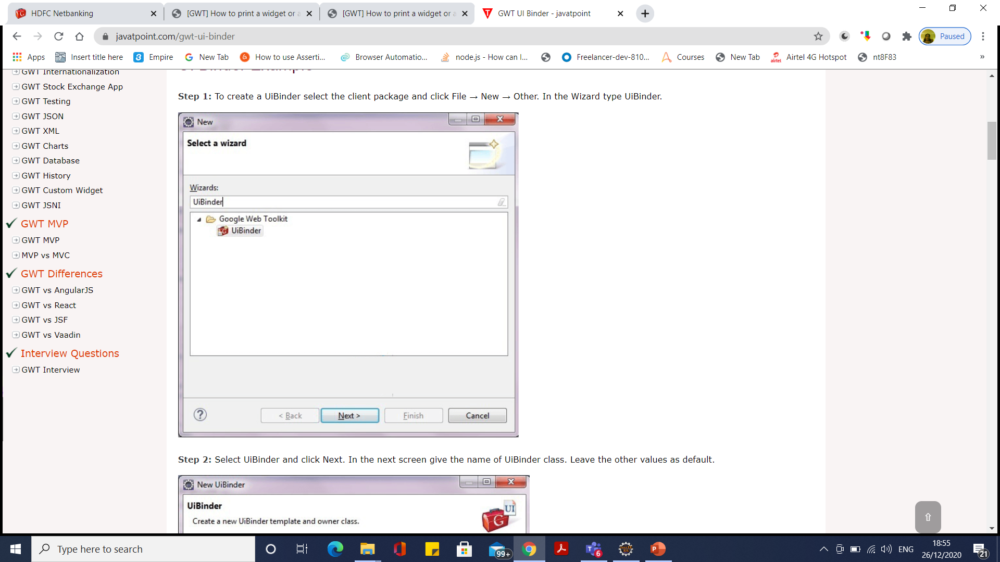 HDFC Netbanking
[GWT] How to print a widget or a
[GWT] How to print a widget or a
GWT UI Binder - javatpoint
javatpoint.com/gwt-ui-binder
Paused
Apps
Insert title here
Empire
New Tab
How to use Asserti...
Browser Automatio...
node.js - How can I...
Freelancer-dev-810...
Courses
New Tab
Airtel 4G Hotspot
nt8F83
»
GWT Internationalization
GWT Stock Exchange App
GWT Testing
GWT JSON
GWT XML
GWT Charts
GWT Database
GWT History
GWT Custom Widget
GWT JSNI
GWT MVP
GWT MVP
MVP vs MVC
GWT Differences
GWT vs AngularJS
GWT vs React
GWT vs JSF
GWT vs Vaadin
Interview Questions
GWT Interview
UI Binder Example
Step 1: To create a UiBinder select the client package and click File → New → Other. In the Wizard type UiBinder.
New
Select a wizard
Wizards:
UiBinder
Google Web Toolkit
UiBinder
< Back
Next >
Finish
Cancel
Step 2: Select UiBinder and click Next. In the next screen give the name of UiBinder class. Leave the other values as default.
New UiBinder
UiBinder
UI
G
Create a new UiBinder template and owner class.
Type here to search
99+
6
ENG
18:55
26/12/2020
21